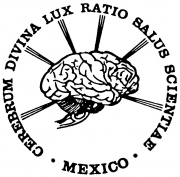 CEREBRUM DIVINA LUX RATIO SALUS SCIENTIAE
· MEXICO ·